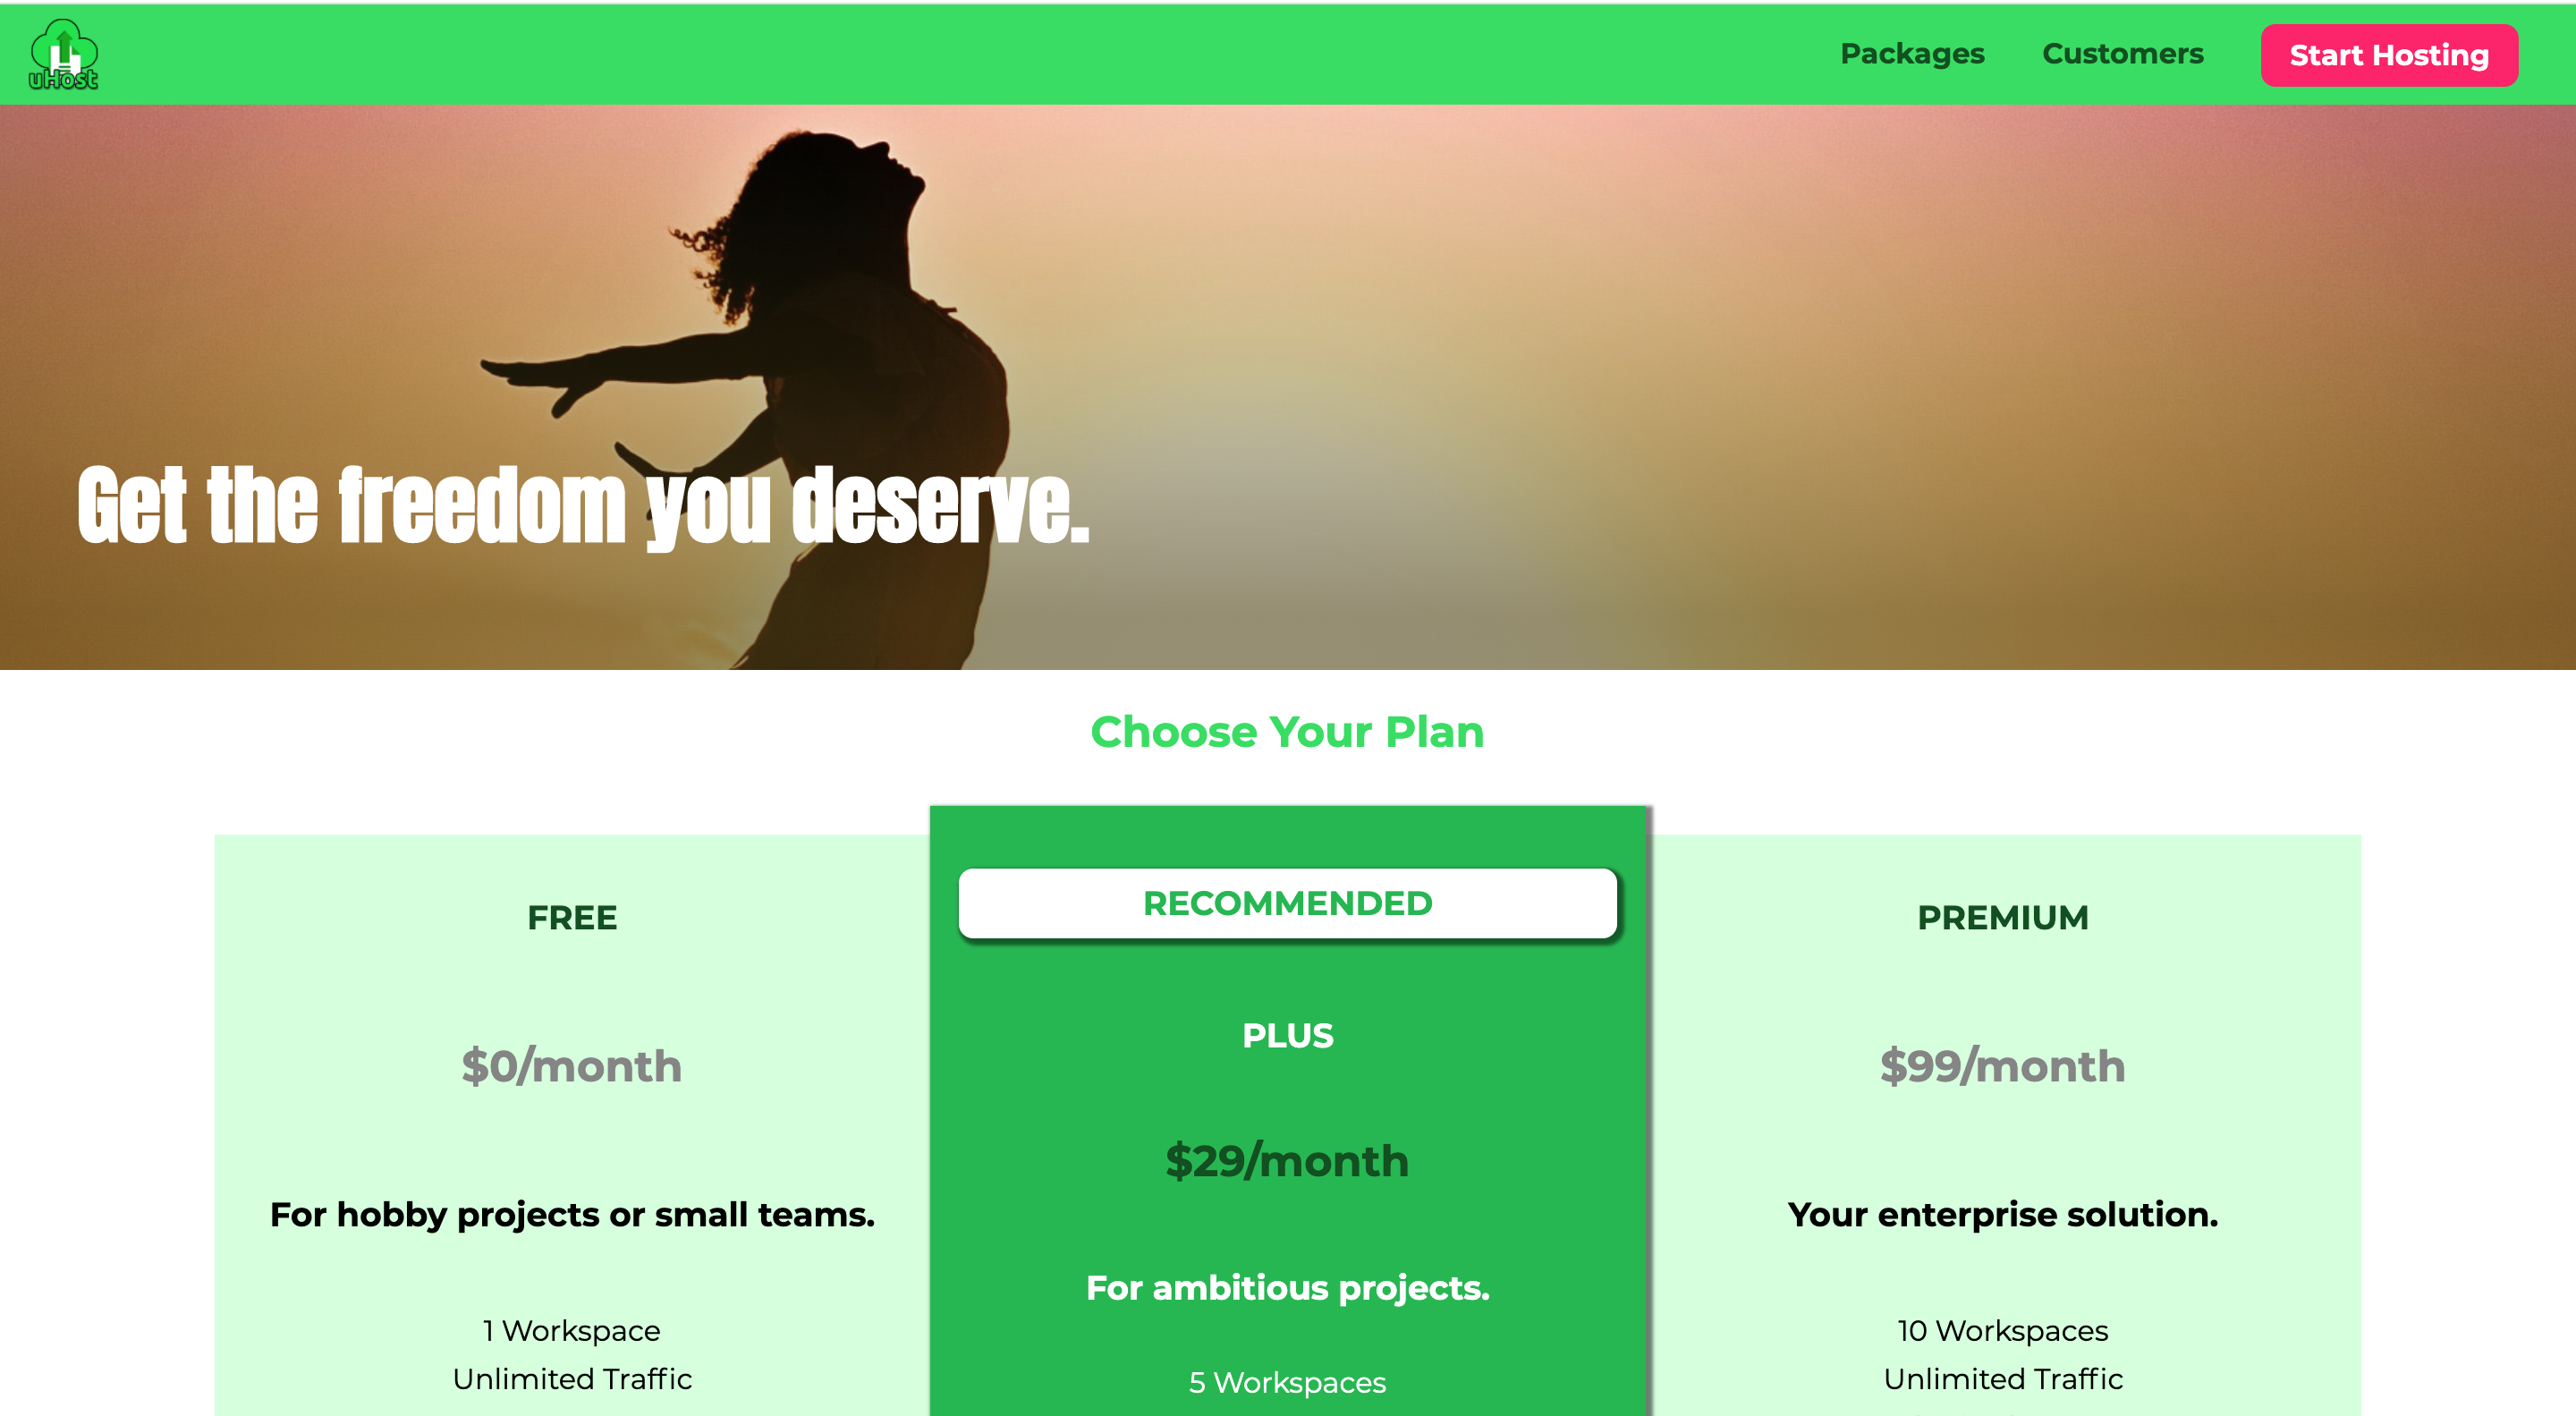 uHost
Packages
Customers
Start Hosting
Get the freedom you deserve.
Choose Your Plan
FREE
$0/month
For hobby projects or small teams.
1 Workspace
Unlimited Traffic
RECOMMENDED
PLUS
$29/month
For ambitious projects.
5 Workspaces
PREMIUM
$99/month
Your enterprise solution.
10 Workspaces
Unlimited Traffic